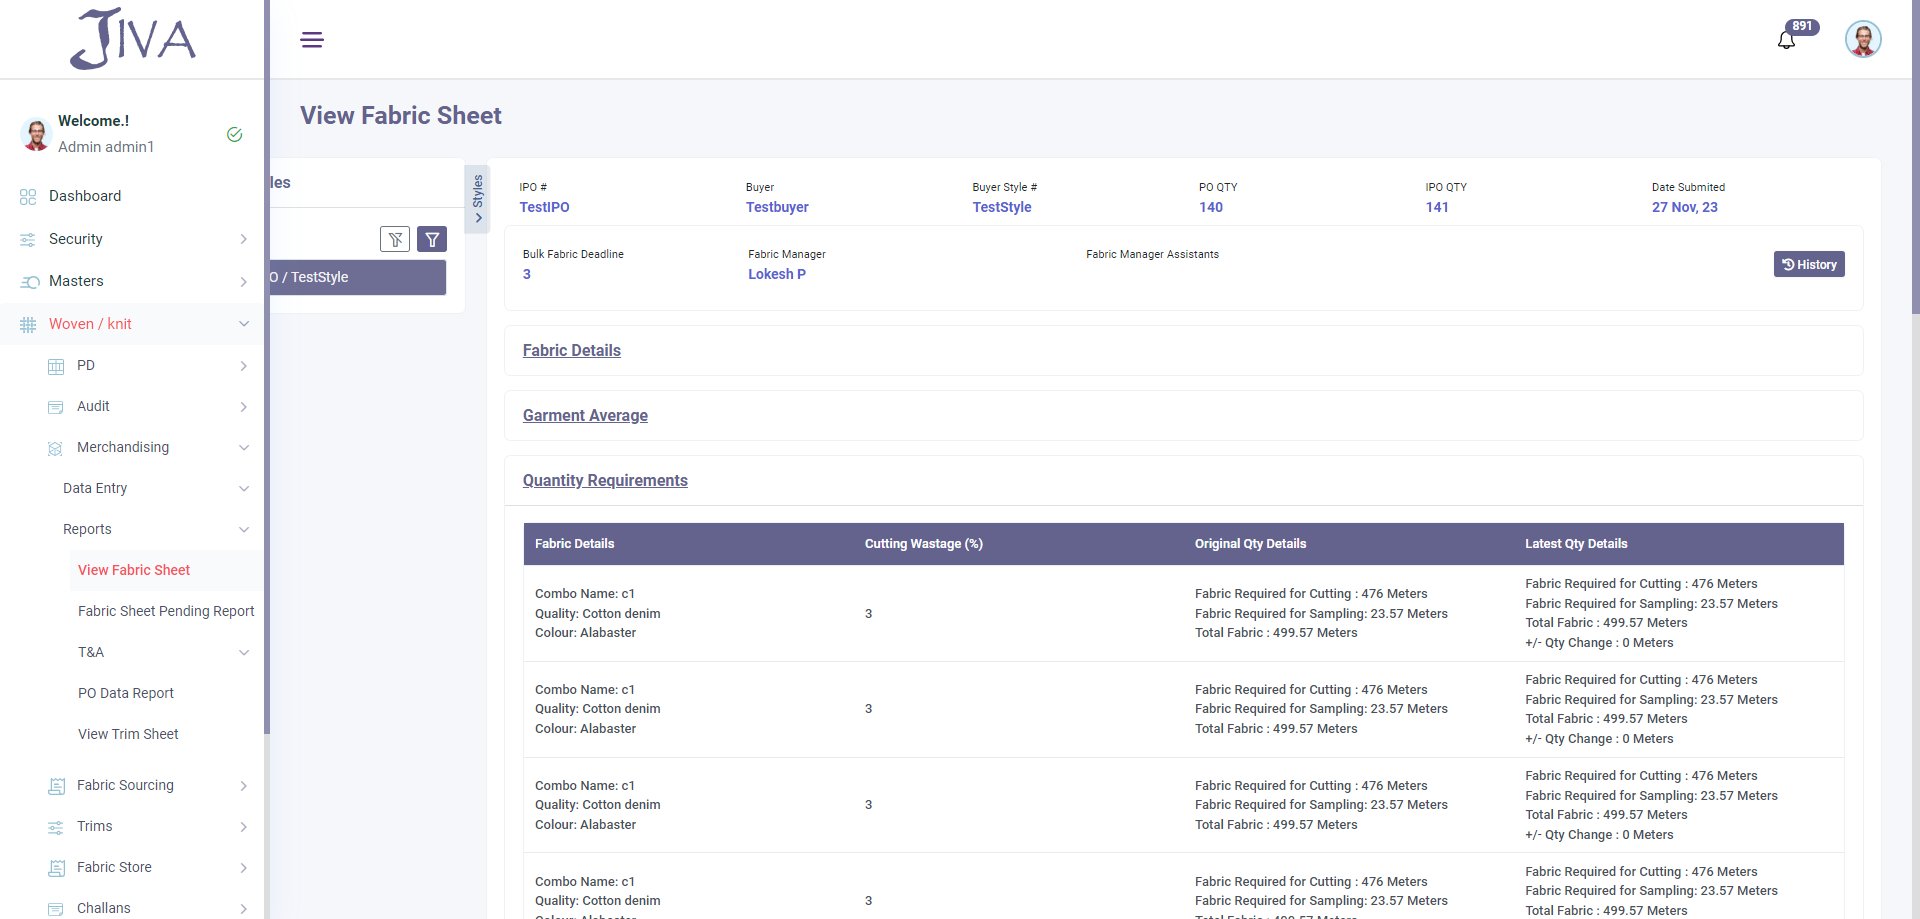 JIVA
891
Welcome.!
Admin admin1
Dashboard
Security
Masters
Woven / knit
PD
Audit
Merchandising
Data Entry
Reports
View Fabric Sheet
Fabric Sheet Pending Report
T&A
PO Data Report
View Trim Sheet
Fabric Sourcing
Trims
Fabric Store
Challans
View Fabric Sheet
les
O / TestStyle
Styles
IPO # Buyer Buyer Style # PO QTY IPO QTY Date Submited
TestIPO Testbuyer TestStyle 140 141 27 Nov, 23
Bulk Fabric Deadline Fabric Manager Fabric Manager Assistants
3 Lokesh P
History
Fabric Details
Garment Average
Quantity Requirements
Fabric Details Cutting Wastage (%) Original Qty Details Latest Qty Details
Combo Name: c1
Quality: Cotton denim
Colour: Alabaster
3
Fabric Required for Cutting : 476 Meters
Fabric Required for Sampling: 23.57 Meters
Total Fabric : 499.57 Meters
Fabric Required for Cutting : 476 Meters
Fabric Required for Sampling: 23.57 Meters
Total Fabric : 499.57 Meters
+/- Qty Change : 0 Meters
Combo Name: c1
Quality: Cotton denim
Colour: Alabaster
3
Fabric Required for Cutting : 476 Meters
Fabric Required for Sampling: 23.57 Meters
Total Fabric : 499.57 Meters
Fabric Required for Cutting : 476 Meters
Fabric Required for Sampling: 23.57 Meters
Total Fabric : 499.57 Meters
+/- Qty Change : 0 Meters
Combo Name: c1
Quality: Cotton denim
Colour: Alabaster
3
Fabric Required for Cutting : 476 Meters
Fabric Required for Sampling: 23.57 Meters
Total Fabric : 499.57 Meters
Fabric Required for Cutting : 476 Meters
Fabric Required for Sampling: 23.57 Meters
Total Fabric : 499.57 Meters
+/- Qty Change : 0 Meters
Combo Name: c1
Quality: Cotton denim
Colour: Alabaster
3
Fabric Required for Cutting : 476 Meters
Fabric Required for Sampling: 23.57 Meters
Total Fabric : 499.57 Meters
Fabric Required for Cutting : 476 Meters
Fabric Required for Sampling: 23.57 Meters
Total Fabric : 499.57 Meters